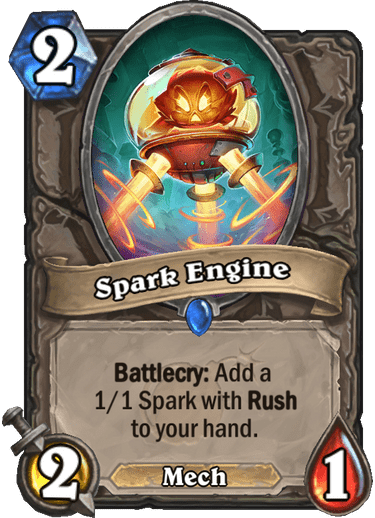 2
Spark Engine
Battlecry: Add a
1/1 Spark with Rush
to your hand.
2
Mech
1